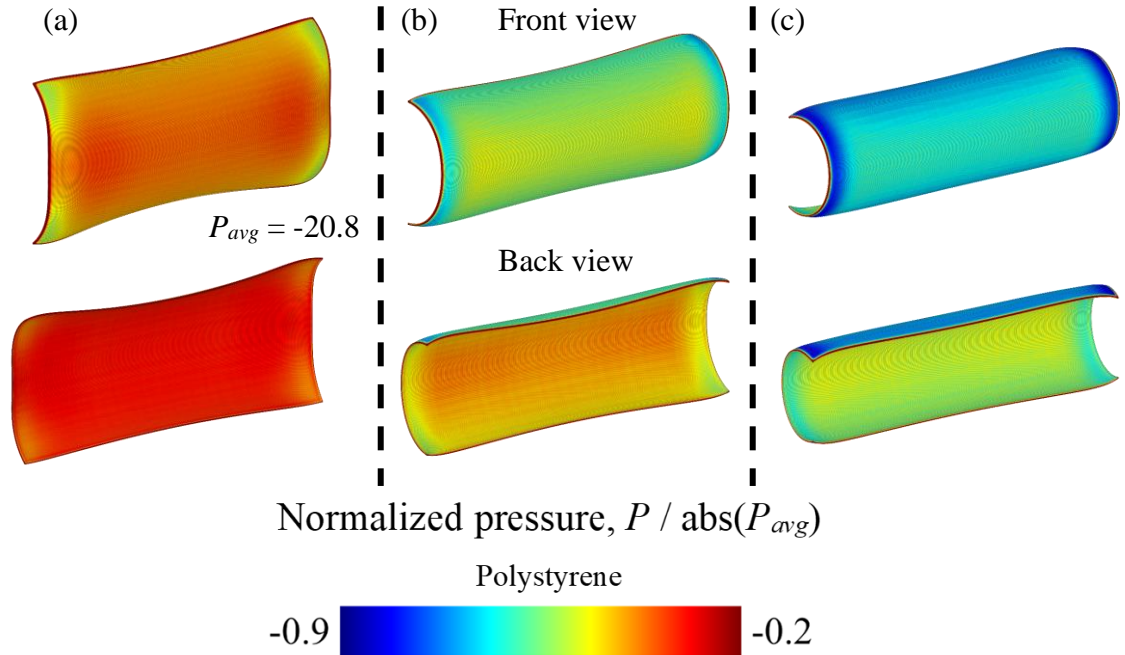 (a) (b) Front view (c)
P_avg = -20.8
Back view
Normalized pressure, P / abs(P_avg)
Polystyrene
-0.9 -0.2